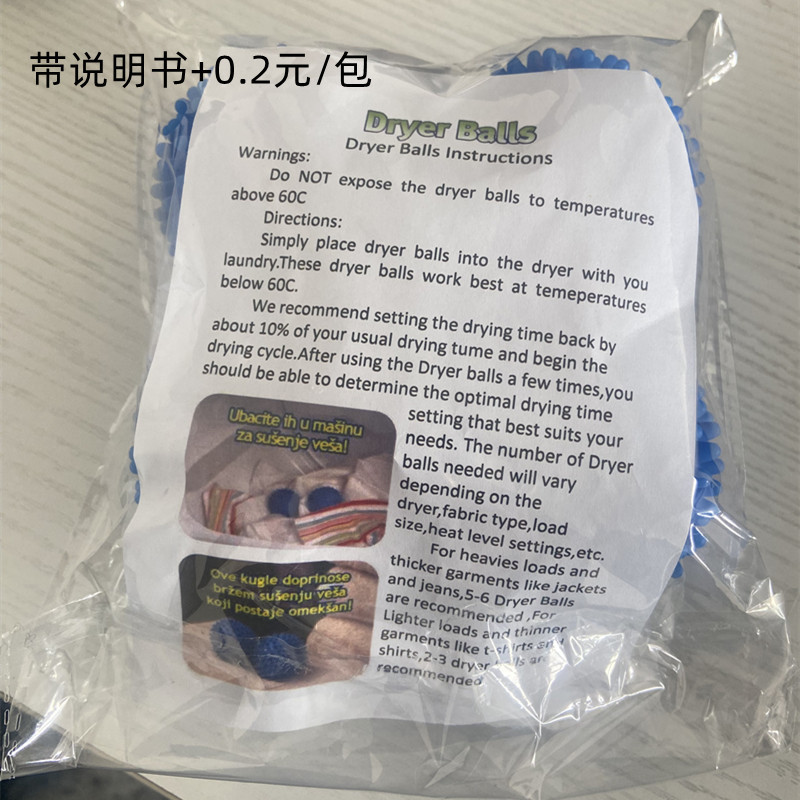 带说明书+0.2元/包
Dryer Balls
Dryer Balls Instructions
Warnings:
Do NOT expose the dryer balls to temperatures
above 60C
Directions:
Simply place dryer balls into the dryer with you
laundry.These dryer balls work best at temeperatures
below 60C.
We recommend setting the drying time back by
about 10% of your usual drying tume and begin the
drying cycle.After using the Dryer balls a few times,you
should be able to determine the optimal drying time
setting that best suits your
needs. The number of Dryer
balls needed will vary
depending on the
dryer,fabric type,load
size,heat level settings,etc.
For heavies loads and
thicker garments like jackets
and jeans,5-6 Dryer Balls
are recommended ,For
Lighter loads and thinner
garments like t-shirts and
shirts,2-3 dryer balls are
recommended
Ubacite ih u mašinu
za sušenje veša!
Ove kugle doprinose
bržem sušenju veša
koji postaje omekšan!